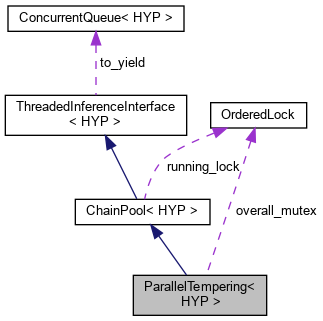 ConcurrentQueue< HYP >
to_yield
ThreadedInferenceInterface
< HYP >
OrderedLock
running_lock
ChainPool< HYP >
overall_mutex
ParallelTempering<
HYP >